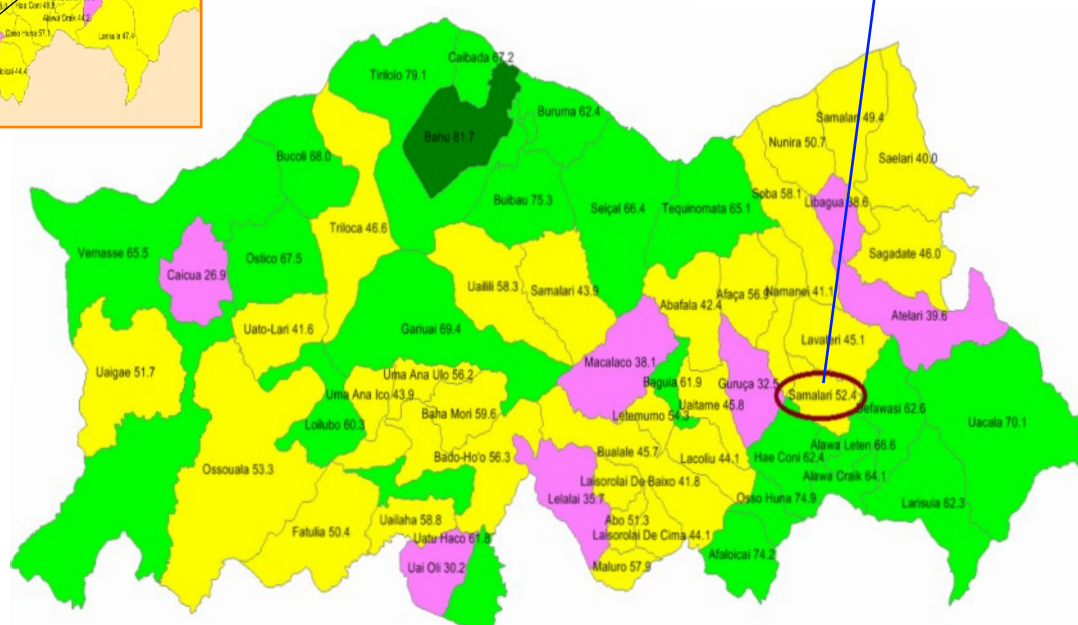 Hae Coni 48.8
Alawa Craik 44.2
Osso Huna 57.1
Larisula 47.4
Caibada 67.2
Tirilolo 79.1
Buruma 62.4
Samalari 49.4
Bahu 81.7
Nunira 50.7
Bucoli 68.0
Saelari 40.0
Buibau 75.3
Soba 58.1
Libagua 38.6
Seiçal 66.4
Tequinomata 65.1
Triloca 46.6
Vemasse 65.5
Ostico 67.5
Sagadate 46.0
Caicua 26.9
Uailili 58.3
Samalari 43.9
Afaça 56.9
Namanei 41.1
Abafala 42.4
Atelari 39.6
Uato-Lari 41.6
Gariuai 69.4
Lavateri 45.1
Macalaco 38.1
Uaigae 51.7
Uma Ana Ulo 56.2
Baguia 61.9
Guruça 32.5
Uma Ana Ico 43.9
Samalari 52.4
Uaitame 45.8
Defawasi 62.6
Baha Mori 59.6
Letemumo 54.3
Uacala 70.1
Loilubo 60.3
Alawa Leten 66.6
Bualale 45.7
Bado-Ho'o 56.3
Lacoliu 44.1
Hae Coni 62.4
Ossouala 53.3
Alawa Craik 64.1
Laisorolai De Baixo 41.8
Lelalai 35.7
Osso Huna 74.9
Larisula 62.3
Uailaha 58.8
Abo 51.3
Fatulia 50.4
Laisorolai De Cima 44.1
Uatu Haco 61.8
Afaloicai 74.2
Uai Oli 30.2
Maluro 57.9